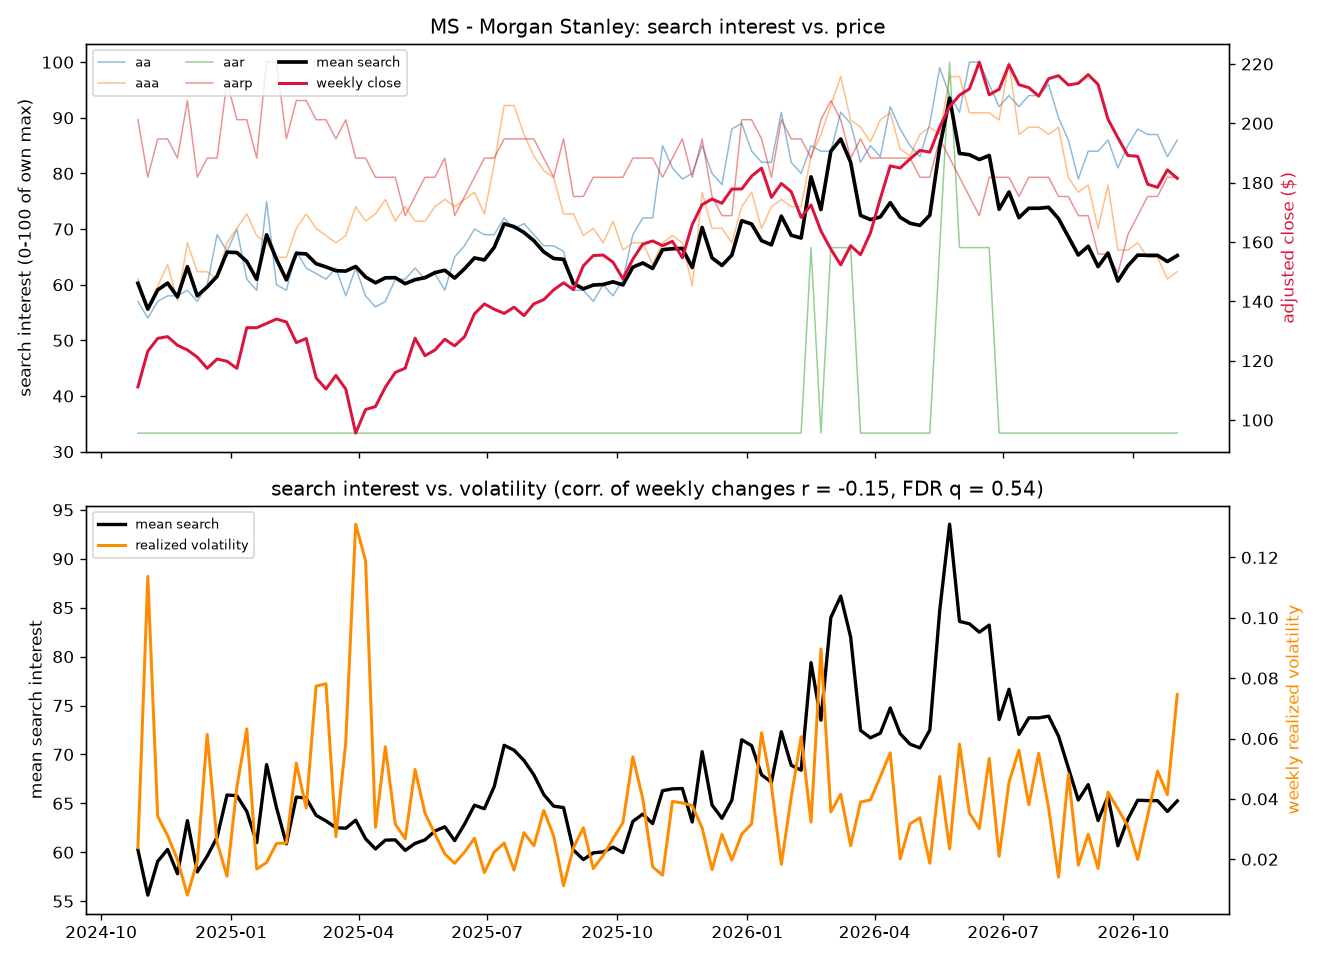 MS - Morgan Stanley: search interest vs. price
aa
aaa
aar
aarp
mean search
weekly close
search interest (0-100 of own max)
100
90
80
70
60
50
40
30
220
200
180
160
140
120
100
adjusted close ($)
search interest vs. volatility (corr. of weekly changes r = -0.15, FDR q = 0.54)
mean search
realized volatility
mean search interest
95
90
85
80
75
70
65
60
55
0.12
0.10
0.08
0.06
0.04
0.02
weekly realized volatility
2024-10
2025-01
2025-04
2025-07
2025-10
2026-01
2026-04
2026-07
2026-10